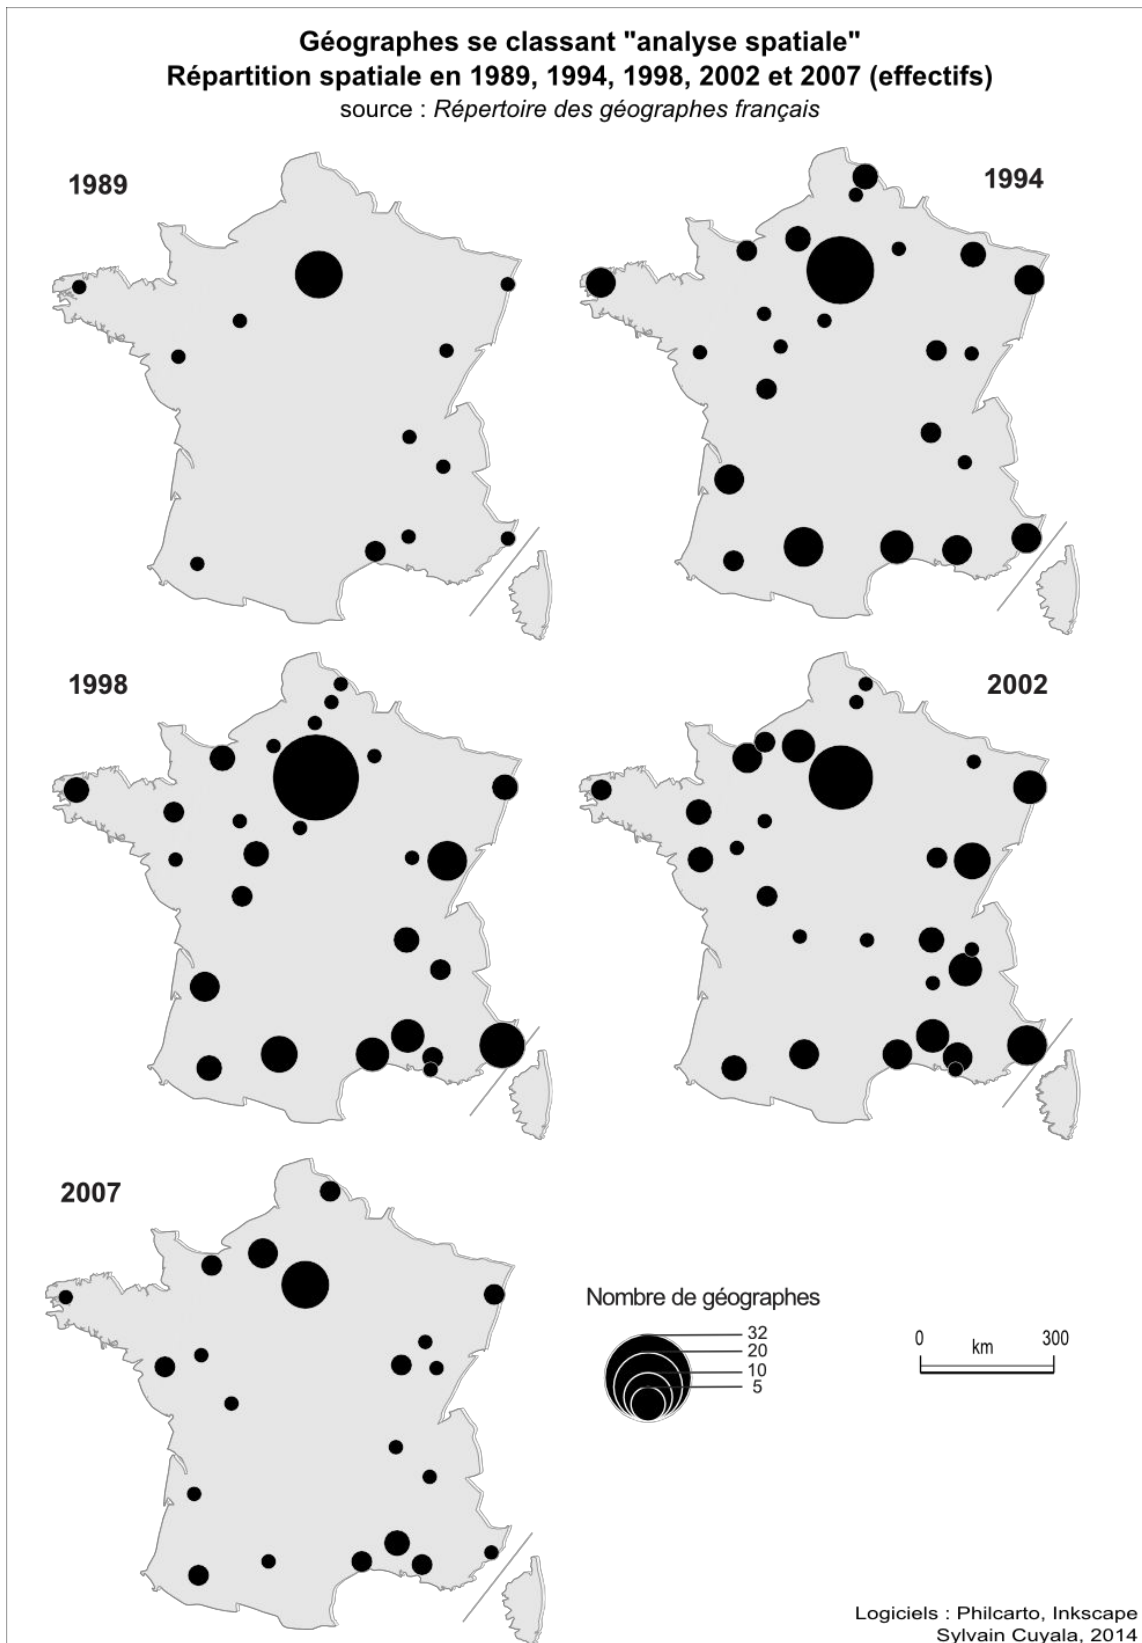 Géographes se classant "analyse spatiale"
Répartition spatiale en 1989, 1994, 1998, 2002 et 2007 (effectifs)
source : Répertoire des géographes français
1989
1994
1998
2002
2007
Nombre de géographes
32
20
10
5
0 300
km
Logiciels : Philcarto, Inkscape
Sylvain Cuyala, 2014